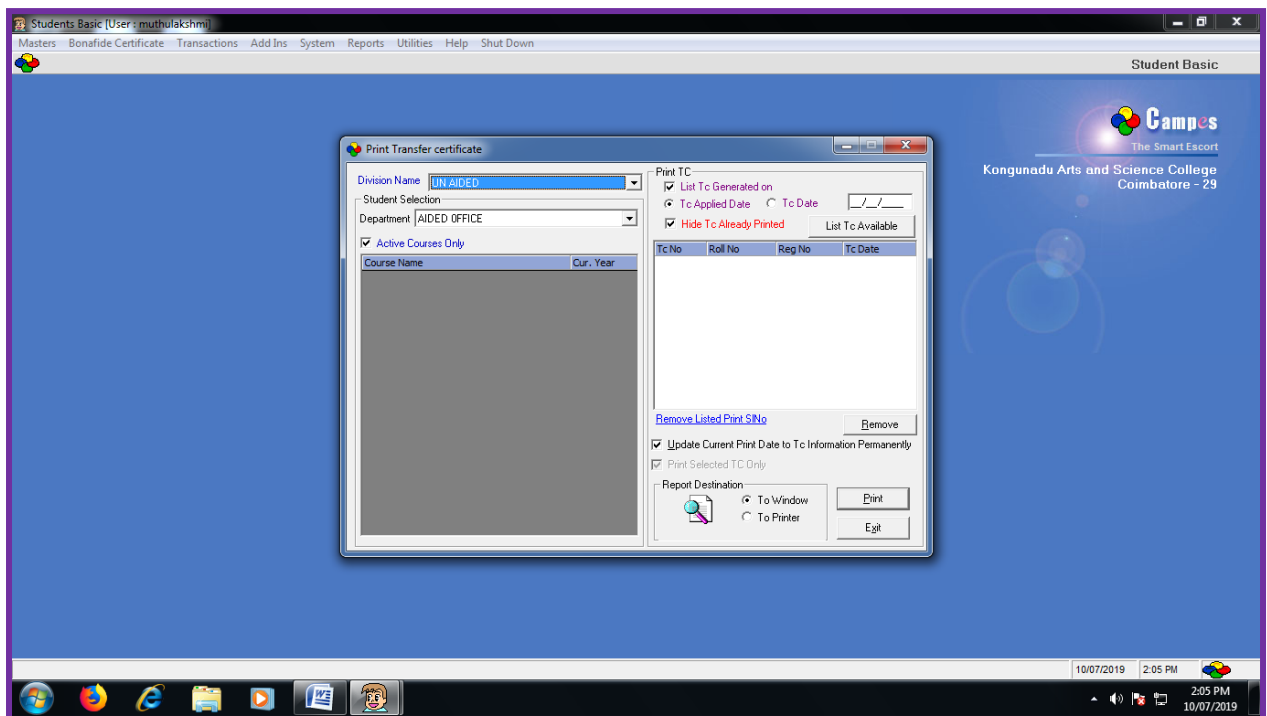 Students Basic [User : muthulakshmi]
Masters Bonafide Certificate Transactions Add Ins System Reports Utilities Help Shut Down
Student Basic
Campes
The Smart Escort
Kongunadu Arts and Science College
Coimbatore - 29
Print Transfer certificate
Division Name UN AIDED
Student Selection
Department AIDED OFFICE
Active Courses Only
Course Name Cur. Year
Print TC
List Tc Generated on
Tc Applied Date Tc Date __/__/____
Hide Tc Already Printed List Tc Available
Tc No Roll No Reg No Tc Date
Remove Listed Print SlNo Remove
Update Current Print Date to Tc Information Permanently
Print Selected TC Only
Report Destination
To Window
To Printer
Print
Exit
10/07/2019 2:05 PM
2:05 PM
10/07/2019